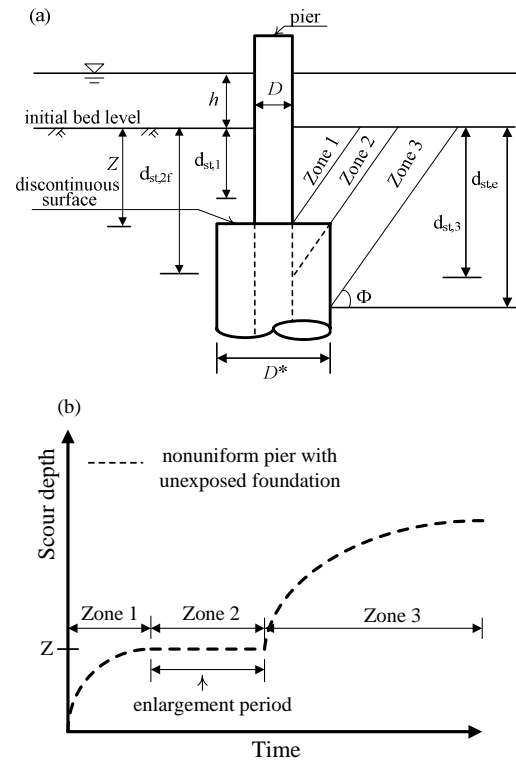 (a)
pier
h
D
initial bed level
Z
d_st,2f
d_st,1
Zone 1
Zone 2
Zone 3
d_st,3
d_st,e
discontinuous
surface
Φ
D*
(b)
nonuniform pier with
unexposed foundation
Scour depth
Zone 1
Zone 2
Zone 3
Z
enlargement period
Time